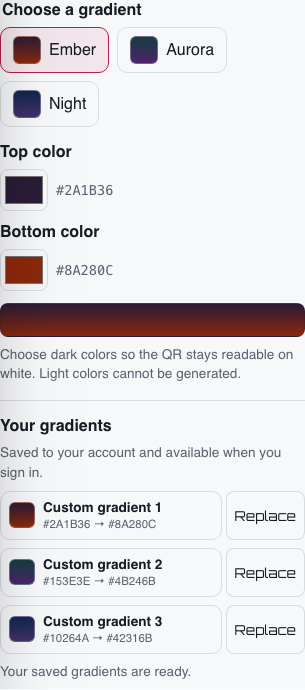 Choose a gradient
Ember
Aurora
Night
Top color
#2A1B36
Bottom color
#8A280C
Choose dark colors so the QR stays readable on
white. Light colors cannot be generated.
Your gradients
Saved to your account and available when you
sign in.
Custom gradient 1
#2A1B36 → #8A280C
Replace
Custom gradient 2
#153E3E → #4B246B
Replace
Custom gradient 3
#10264A → #42316B
Replace
Your saved gradients are ready.